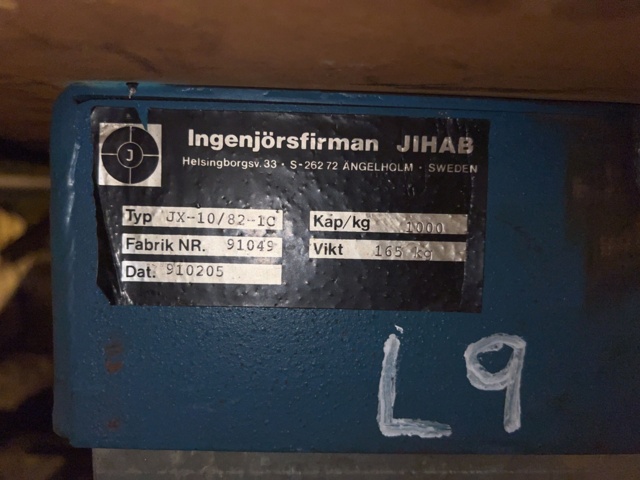 J
Ingenjörsfirman JIHAB
Helsingborgsv. 33 · S-262 72 ÄNGELHOLM · SWEDEN
Typ JX-10/82-1C Kap/kg 1000
Fabrik NR. 91049 Vikt 165 kg
Dat. 910205
L9